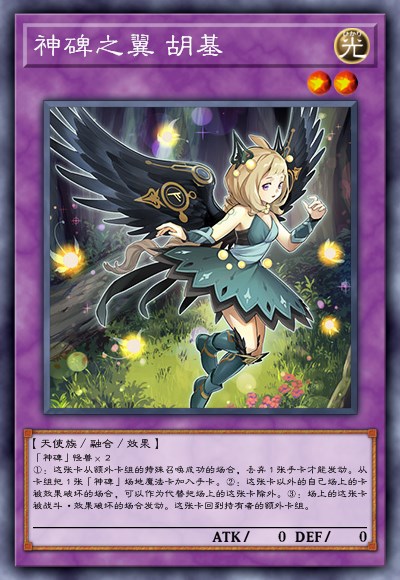 神碑之翼 胡基
ひかり
光
【天使族／融合／效果】
「神碑」怪兽×2
①：这张卡从额外卡组的特殊召唤成功的场合，丢弃1张手卡才能发动。从
卡组把1张「神碑」场地魔法卡加入手卡。②：这张卡以外的自己场上的卡
被效果破坏的场合，可以作为代替把场上的这张卡除外。③：场上的这张卡
被战斗·效果破坏的场合发动。这张卡回到持有者的额外卡组。
ATK／ 0 DEF／ 0